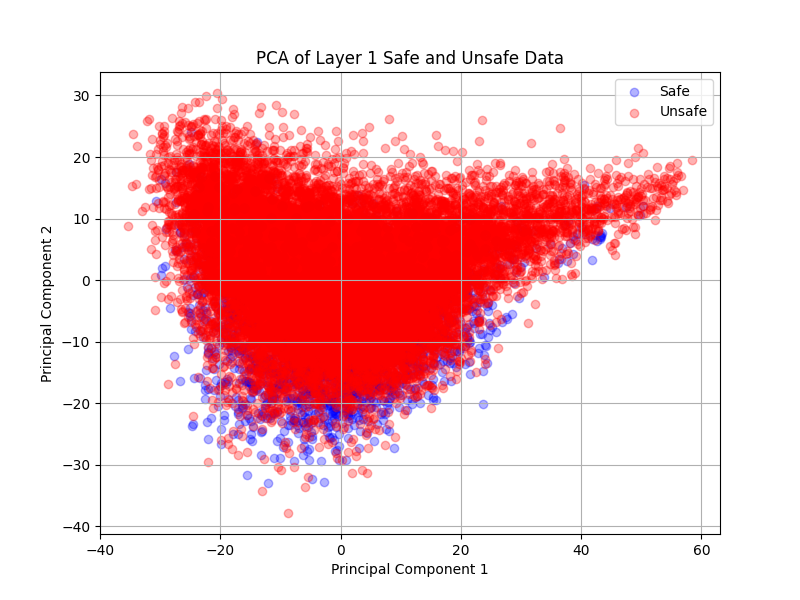 PCA of Layer 1 Safe and Unsafe Data
Safe
Unsafe
30
20
10
0
−10
−20
−30
−40
Principal Component 2
−40
−20
0
20
40
60
Principal Component 1